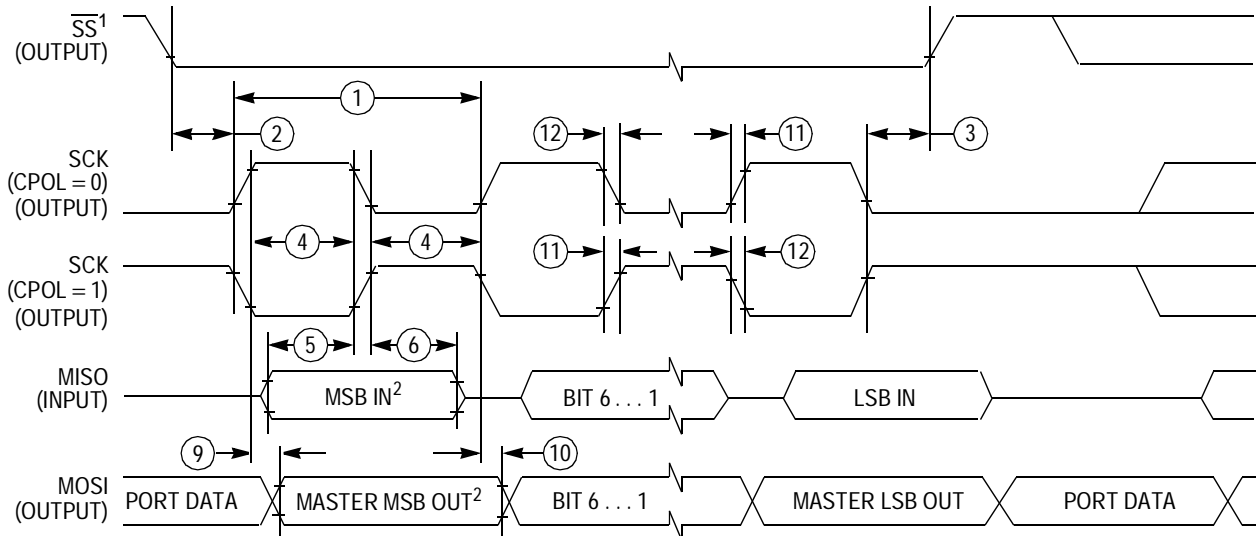 SS¹
(OUTPUT)
1
2
12
11
3
SCK
(CPOL = 0)
(OUTPUT)
4
4
11
12
SCK
(CPOL = 1)
(OUTPUT)
5
6
MISO
(INPUT)
MSB IN²
BIT 6 . . . 1
LSB IN
9
10
MOSI
(OUTPUT)
PORT DATA
MASTER MSB OUT²
BIT 6 . . . 1
MASTER LSB OUT
PORT DATA